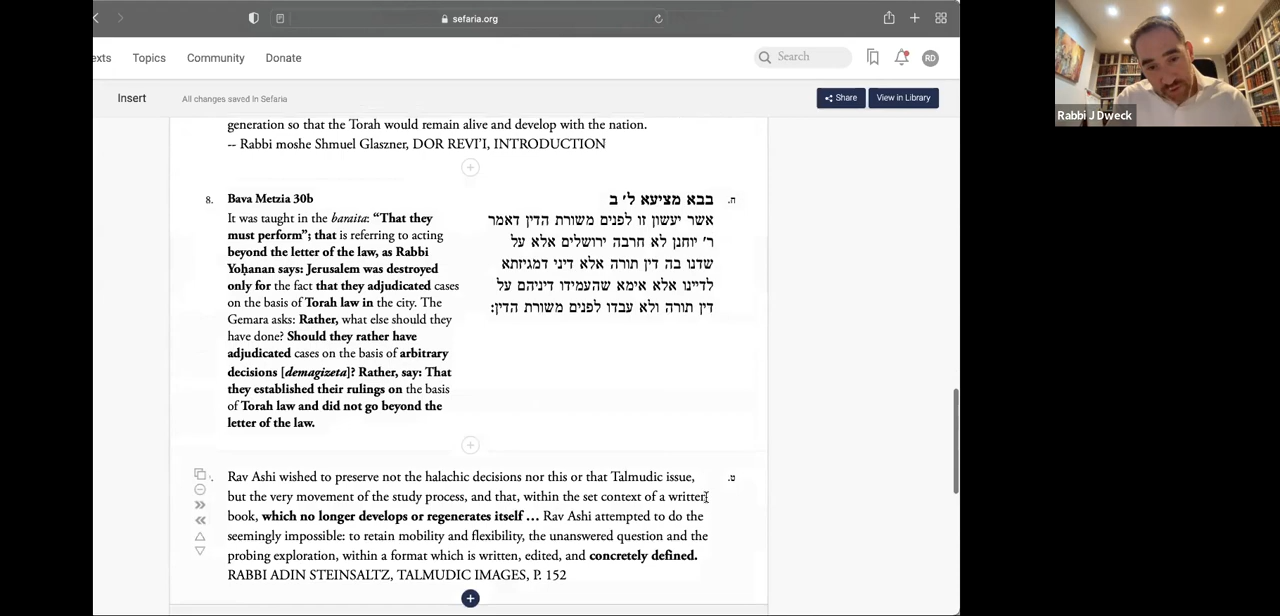 sefaria.org
exts Topics Community Donate
Search
RD
Insert
All changes saved In Sefaria
Share
View in Library
Rabbi J Dweck
generation so that the Torah would remain alive and develop with the nation.
-- Rabbi moshe Shmuel Glaszner, DOR REVI'I, INTRODUCTION
8.
Bava Metzia 30b
It was taught in the baraita: “That they
must perform”; that is referring to acting
beyond the letter of the law, as Rabbi
Yoḥanan says: Jerusalem was destroyed
only for the fact that they adjudicated cases
on the basis of Torah law in the city. The
Gemara asks: Rather, what else should they
have done? Should they rather have
adjudicated cases on the basis of arbitrary
decisions [demagizeta]? Rather, say: That
they established their rulings on the basis
of Torah law and did not go beyond the
letter of the law.
ח.
בבא מציעא ל׳ ב
אשר יעשון זו לפנים משורת הדין דאמר
ר׳ יוחנן לא חרבה ירושלים אלא על
שדנו בה דין תורה אלא דיני דמגיזתא
לדיינו אלא אימא שהעמידו דיניהם על
דין תורה ולא עבדו לפנים משורת הדין:
Rav Ashi wished to preserve not the halachic decisions nor this or that Talmudic issue,
but the very movement of the study process, and that, within the set context of a written
book, which no longer develops or regenerates itself ... Rav Ashi attempted to do the
seemingly impossible: to retain mobility and flexibility, the unanswered question and the
probing exploration, within a format which is written, edited, and concretely defined.
RABBI ADIN STEINSALTZ, TALMUDIC IMAGES, P. 152
ט.